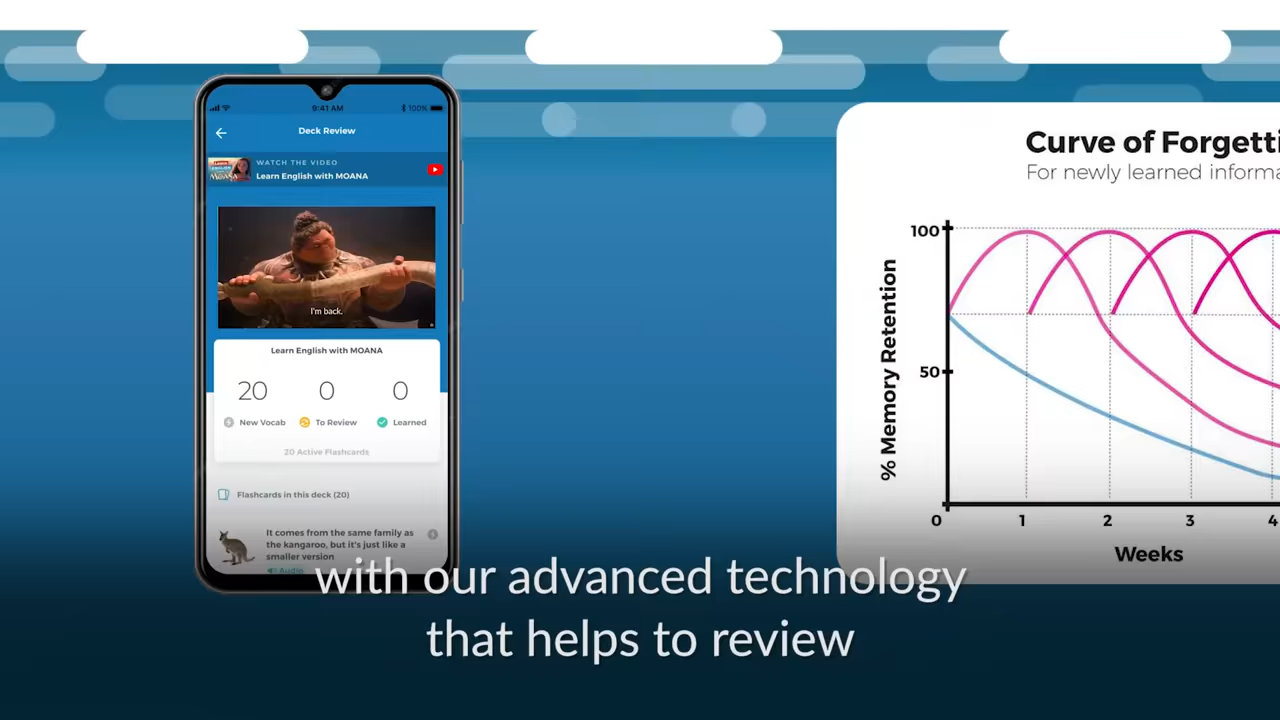 9:41 AM
100%
Deck Review
WATCH THE VIDEO
Learn English with MOANA
I'm back.
Learn English with MOANA
20 0 0
New Vocab To Review Learned
20 Active Flashcards
Flashcards in this deck (20)
It comes from the same family as
the kangaroo, but it's just like a
smaller version
Audio
Curve of Forgetti
For newly learned informa
100
50
0 1 2 3 4
% Memory Retention
Weeks
with our advanced technology
that helps to review